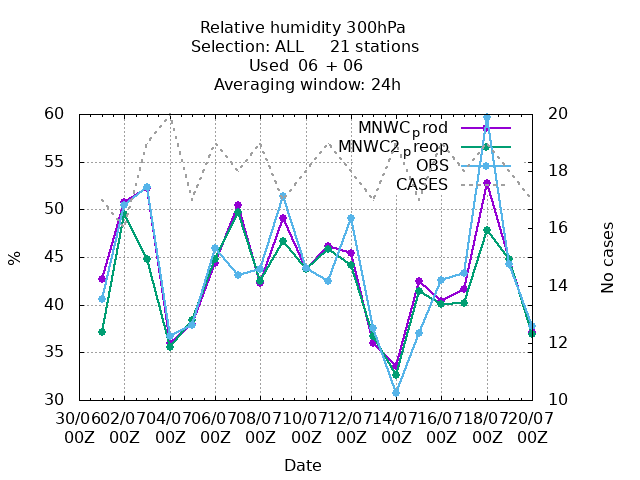 Relative humidity 300hPa
Selection: ALL 21 stations
Used 06 + 06
Averaging window: 24h
MNWC_prod
MNWC2_preop
OBS
CASES
60
55
50
45
40
35
30
20
18
16
14
12
10
%
No cases
30/06 02/07 04/07 06/07 08/07 10/07 12/07 14/07 16/07 18/07 20/07
00Z 00Z 00Z 00Z 00Z 00Z 00Z 00Z 00Z 00Z 00Z
Date